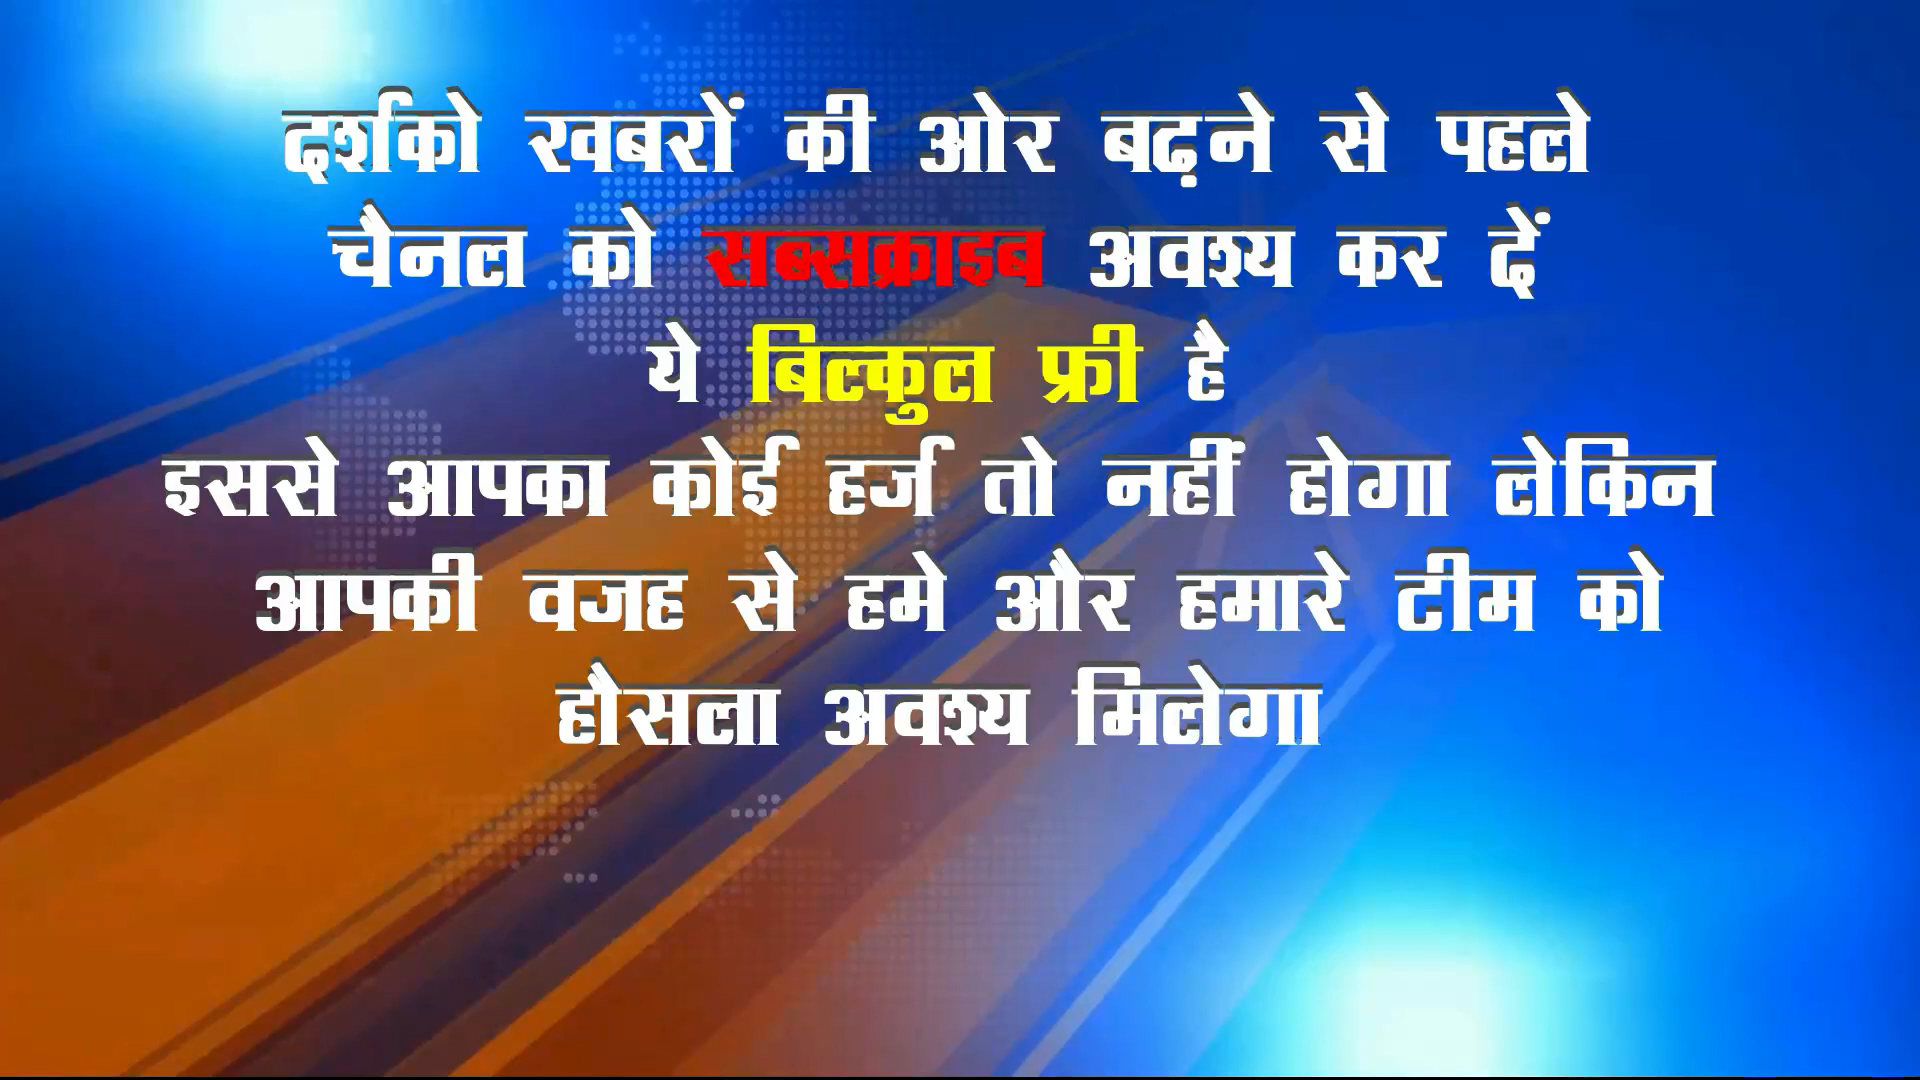 दर्शको खबरों की ओर बढ़ने से पहले
चैनल को सब्सक्राइब अवश्य कर दें
ये बिल्कुल फ्री है
इससे आपका कोई हर्ज तो नहीं होगा लेकिन
आपकी वजह से हमे और हमारे टीम को
हौसला अवश्य मिलेगा